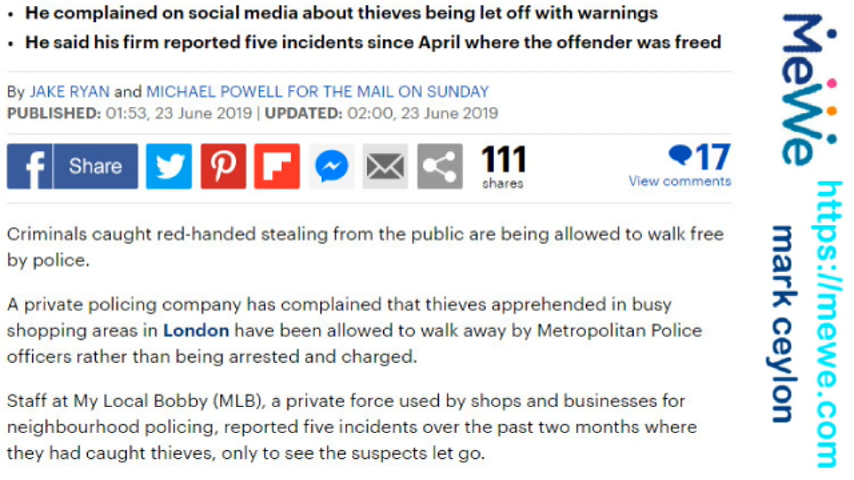 • He complained on social media about thieves being let off with warnings
• He said his firm reported five incidents since April where the offender was freed
By JAKE RYAN and MICHAEL POWELL FOR THE MAIL ON SUNDAY
PUBLISHED: 01:53, 23 June 2019 | UPDATED: 02:00, 23 June 2019
f Share
111
shares
17
View comments
Criminals caught red-handed stealing from the public are being allowed to walk free
by police.
A private policing company has complained that thieves apprehended in busy
shopping areas in London have been allowed to walk away by Metropolitan Police
officers rather than being arrested and charged.
Staff at My Local Bobby (MLB), a private force used by shops and businesses for
neighbourhood policing, reported five incidents over the past two months where
they had caught thieves, only to see the suspects let go.
MeWe
https://mewe.com
mark ceylon